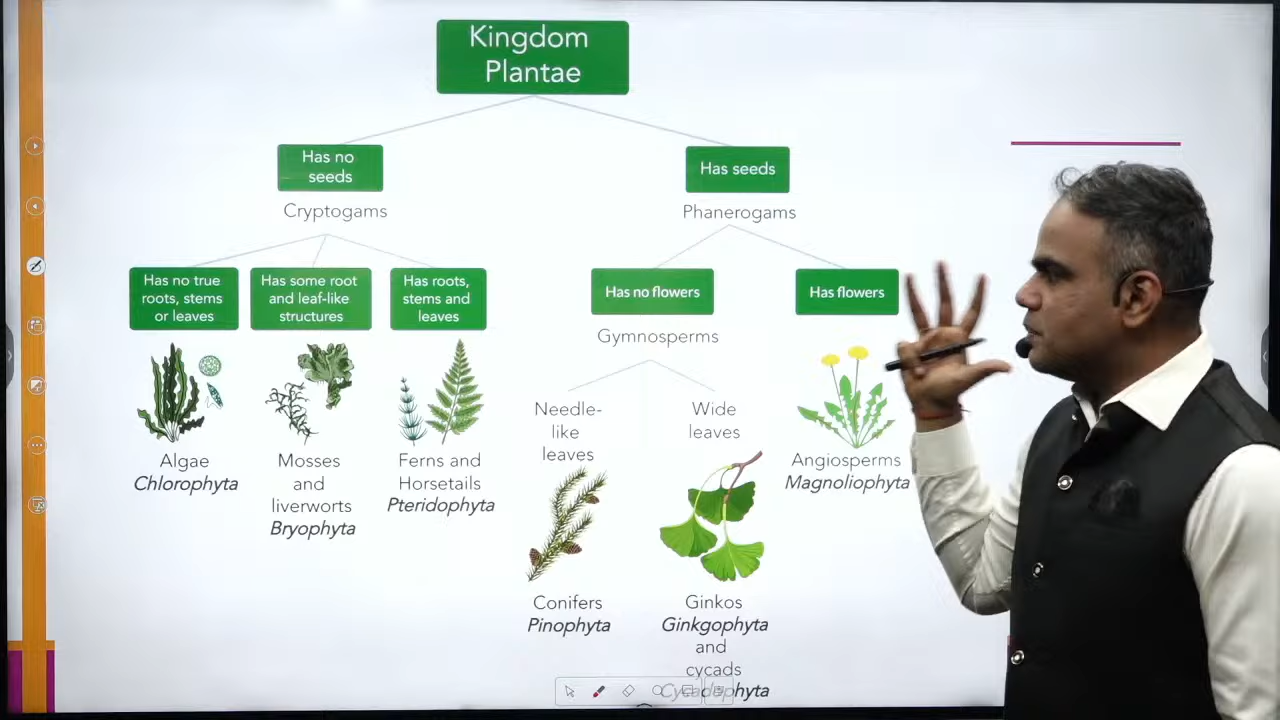 Kingdom
Plantae
Has no
seeds
Has seeds
Cryptogams
Phanerogams
Has no true
roots, stems
or leaves
Has some root
and leaf-like
structures
Has roots,
stems and
leaves
Has no flowers
Has flowers
Gymnosperms
Needle-
like
leaves
Wide
leaves
Algae
Chlorophyta
Mosses
and
liverworts
Bryophyta
Ferns and
Horsetails
Pteridophyta
Angiosperms
Magnoliophyta
Conifers
Pinophyta
Ginkos
Ginkgophyta
and
cycads
Cycadophyta